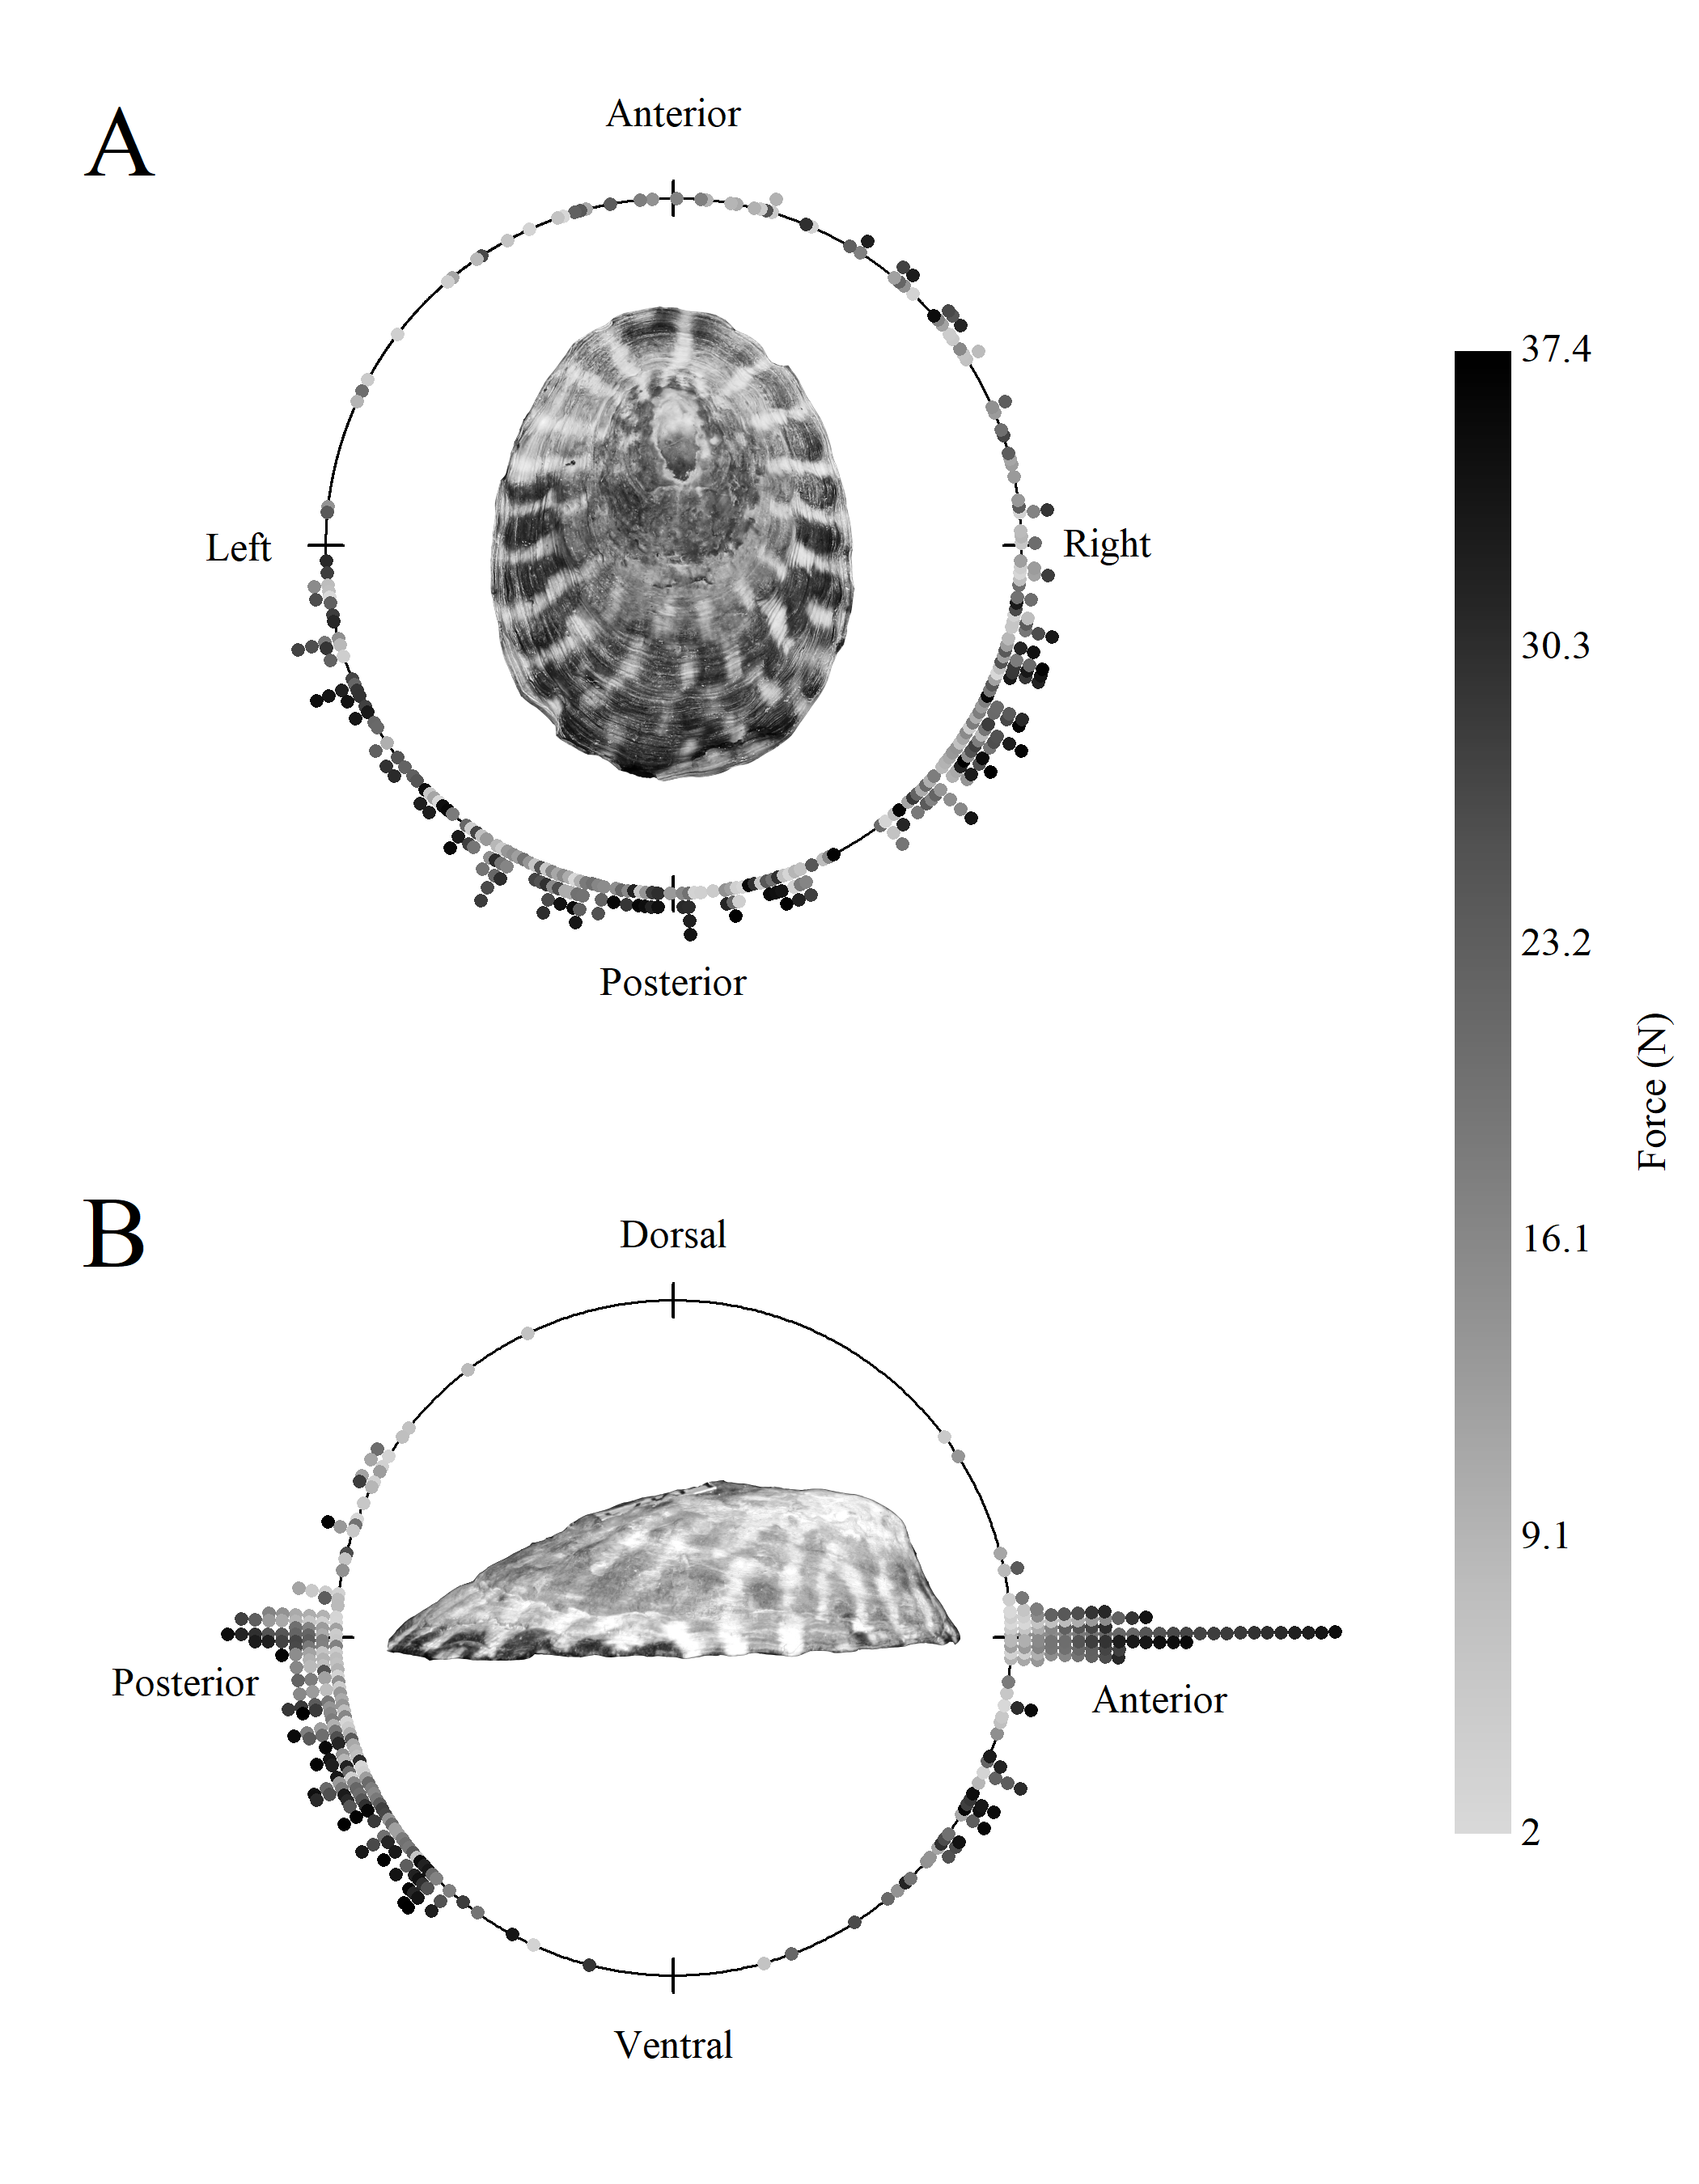 A
Anterior
Left
Right
Posterior
B
Dorsal
Posterior
Anterior
Ventral
37.4
30.3
23.2
16.1
9.1
2
Force (N)